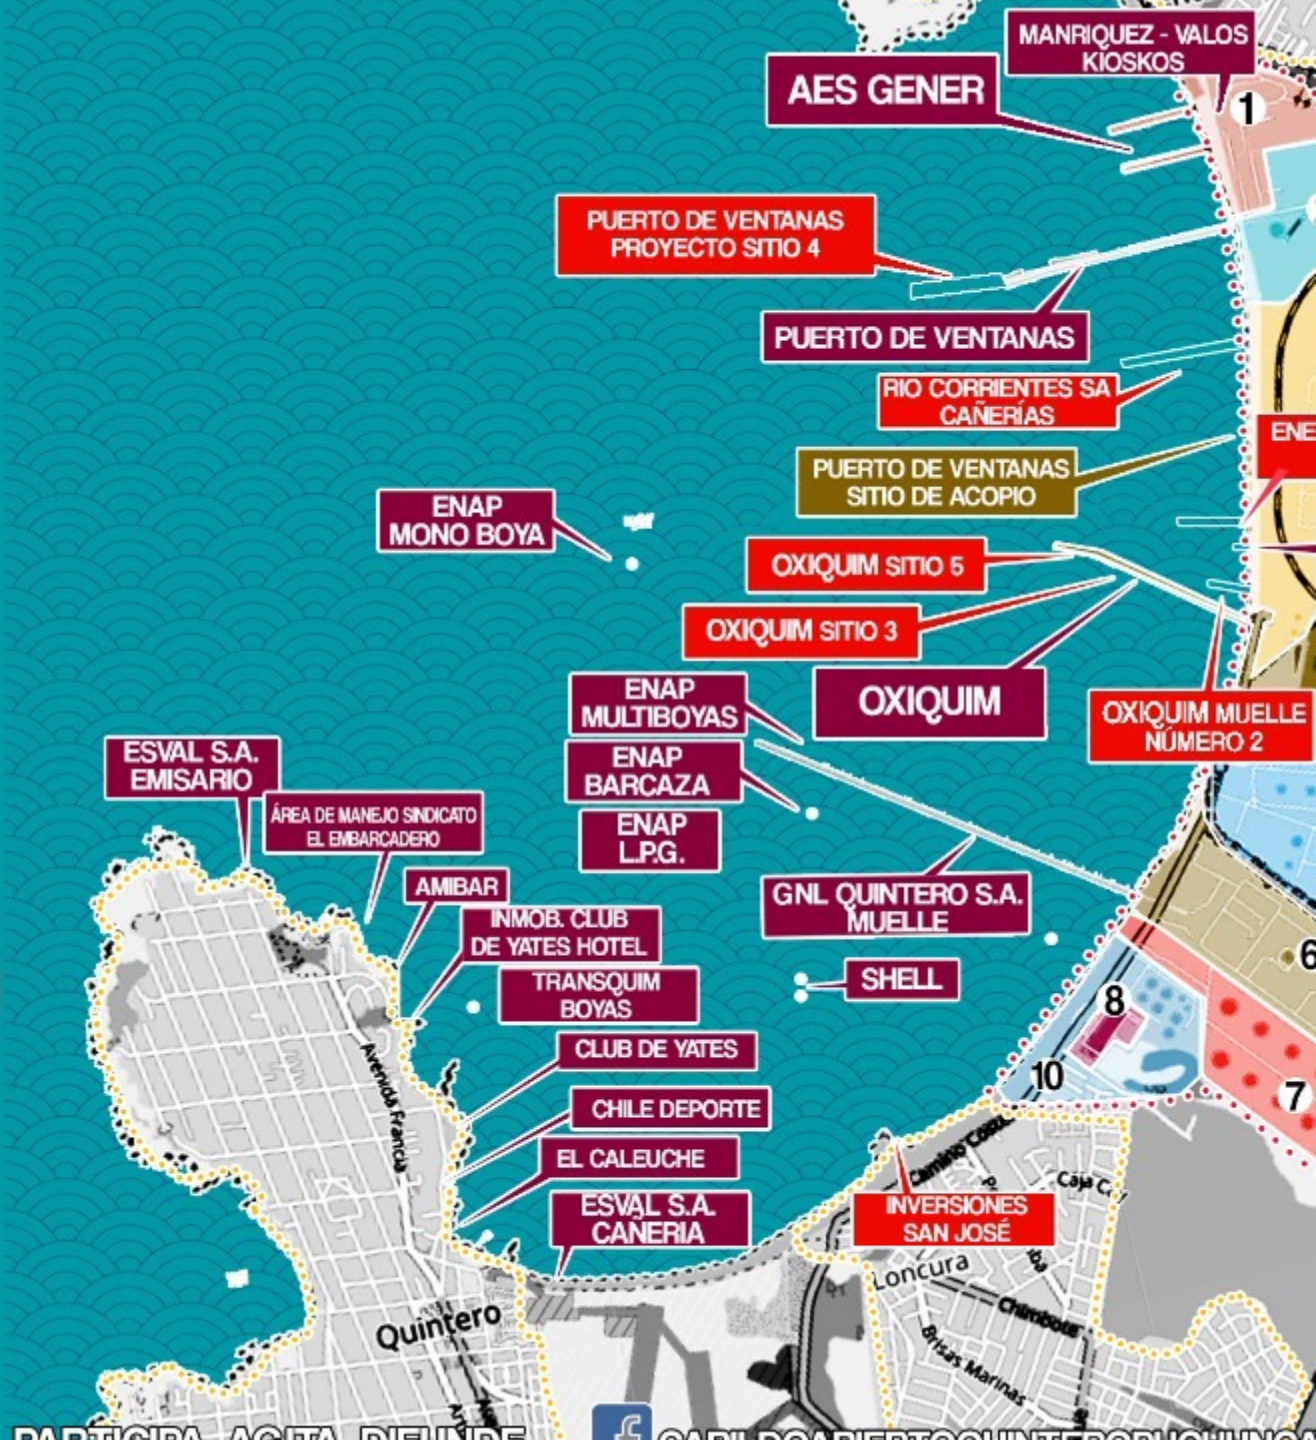 MANRIQUEZ - VALOS
KIOSKOS
AES GENER
1
PUERTO DE VENTANAS
PROYECTO SITIO 4
PUERTO DE VENTANAS
RIO CORRIENTES SA
CAÑERÍAS
ENE
PUERTO DE VENTANAS
SITIO DE ACOPIO
ENAP
MONO BOYA
OXIQUIM SITIO 5
OXIQUIM SITIO 3
OXIQUIM
ENAP
MULTIBOYAS
OXIQUIM MUELLE
NÚMERO 2
ENAP
BARCAZA
ENAP
L.P.G.
ESVAL S.A.
EMISARIO
ÁREA DE MANEJO SINDICATO
EL EMBARCADERO
AMIBAR
GNL QUINTERO S.A.
MUELLE
INMOB. CLUB
DE YATES HOTEL
6
SHELL
TRANSQUIM
BOYAS
8
CLUB DE YATES
10
7
Avenida Francia
CHILE DEPORTE
EL CALEUCHE
Camino
ESVAL S.A.
CAÑERIA
INVERSIONES
SAN JOSÉ
Loncura
Chimbote
Quintero
Brisas Marinas
PARTICIPA AGITA DIFUNDE
f